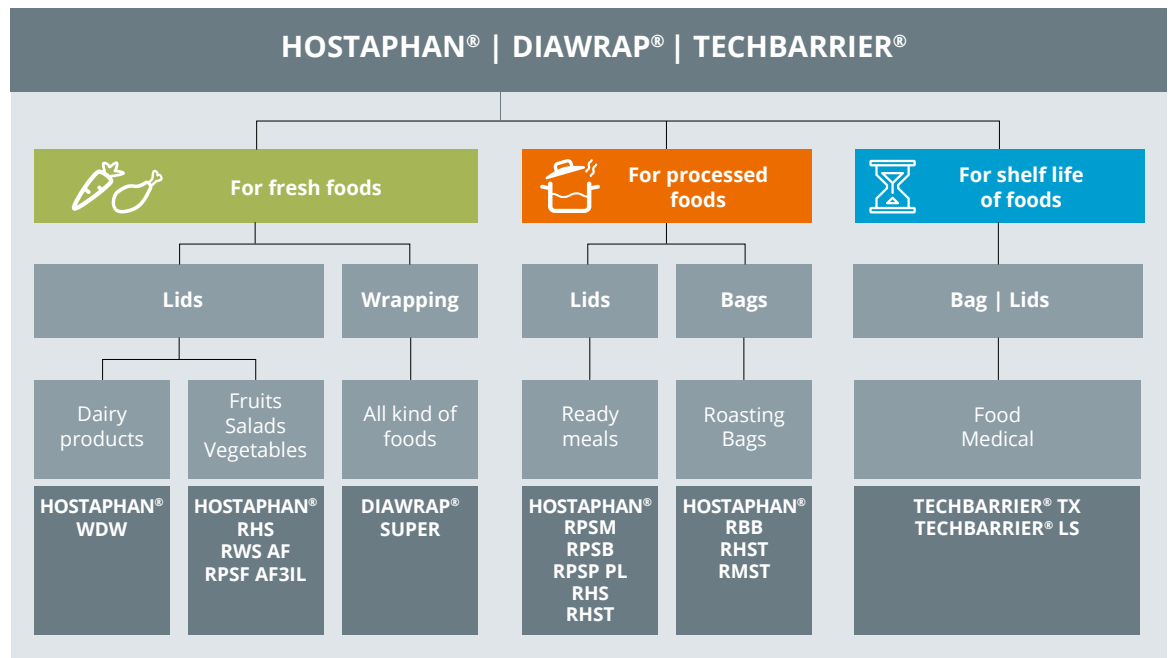 HOSTAPHAN® | DIAWRAP® | TECHBARRIER®
For fresh foods
For processed
foods
For shelf life
of foods
Lids
Wrapping
Lids
Bags
Bag | Lids
Dairy
products
Fruits
Salads
Vegetables
All kind of
foods
Ready
meals
Roasting
Bags
Food
Medical
HOSTAPHAN®
WDW
HOSTAPHAN®
RHS
RWS AF
RPSF AF3IL
DIAWRAP®
SUPER
HOSTAPHAN®
RPSM
RPSB
RPSP PL
RHS
RHST
HOSTAPHAN®
RBB
RHST
RMST
TECHBARRIER® TX
TECHBARRIER® LS